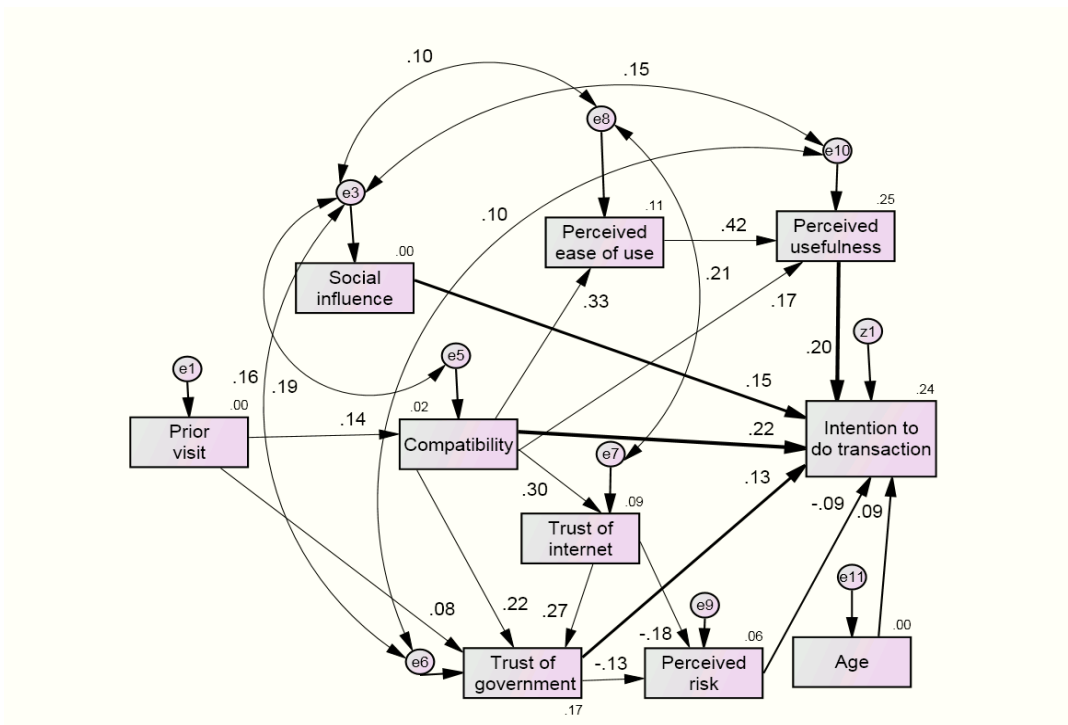 .10
.15
e8
e10
e3
.10
.11
.25
.42
Perceived
ease of use
Perceived
usefulness
.00
Social
influence
.21
.33
.17
z1
.20
e5
e1
.16
.19
.15
.24
.00
.02
Prior
visit
.14
Compatibility
.22
Intention to
do transaction
e7
.13
.30
.09
-.09
.09
Trust of
internet
e11
.08
.22
.27
e9
-.18
.06
.00
e6
Trust of
government
-.13
Perceived
risk
Age
.17